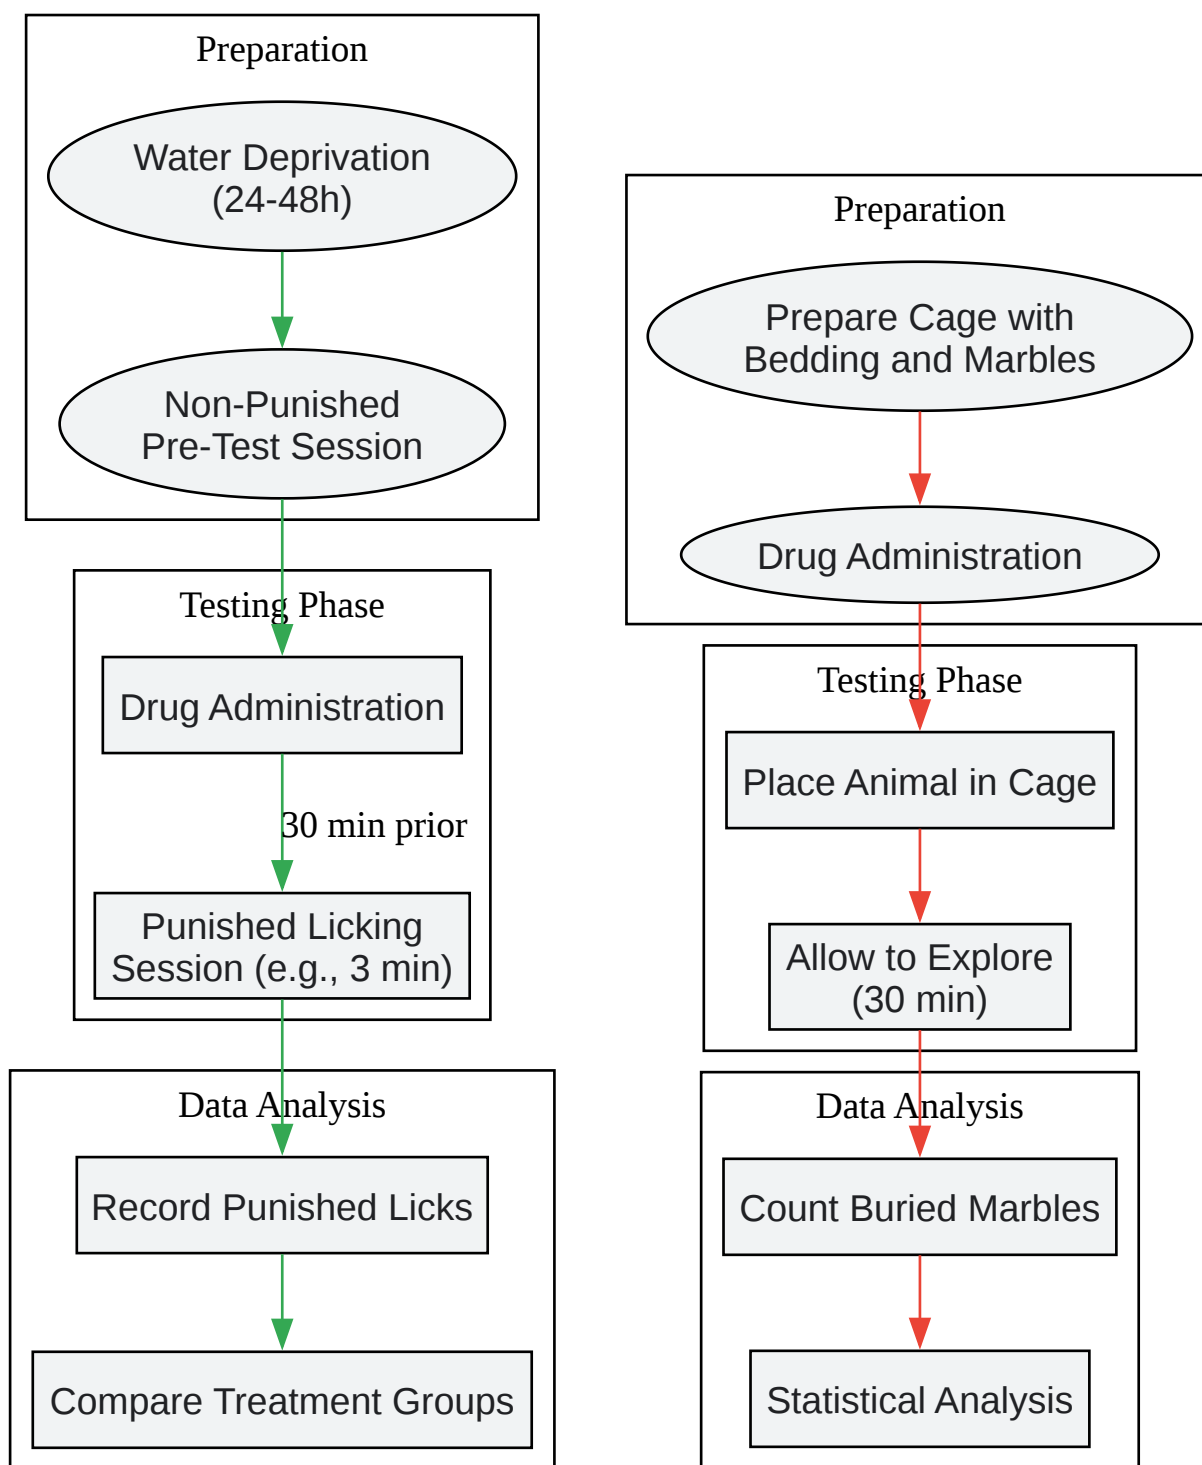 Preparation
Water Deprivation
(24-48h)
Non-Punished
Pre-Test Session
Testing Phase
Drug Administration
30 min prior
Punished Licking
Session (e.g., 3 min)
Data Analysis
Record Punished Licks
Compare Treatment Groups
Preparation
Prepare Cage with
Bedding and Marbles
Drug Administration
Testing Phase
Place Animal in Cage
Allow to Explore
(30 min)
Data Analysis
Count Buried Marbles
Statistical Analysis